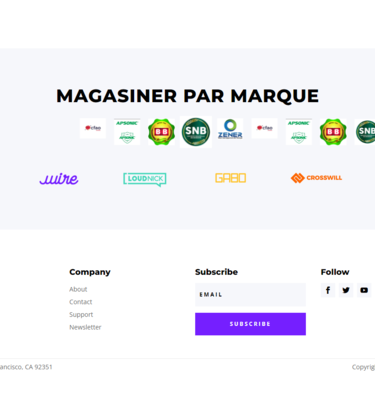 MAGASINER PAR MARQUE
APSONIC
BB
SNB
ZENER
APSONIC
BB
SNB
wire
LOUDNICK
GABO
CROSSWILL
Company
Subscribe
Follow
About
EMAIL
Contact
Support
SUBSCRIBE
Newsletter
ancisco, CA 92351
Copyrig